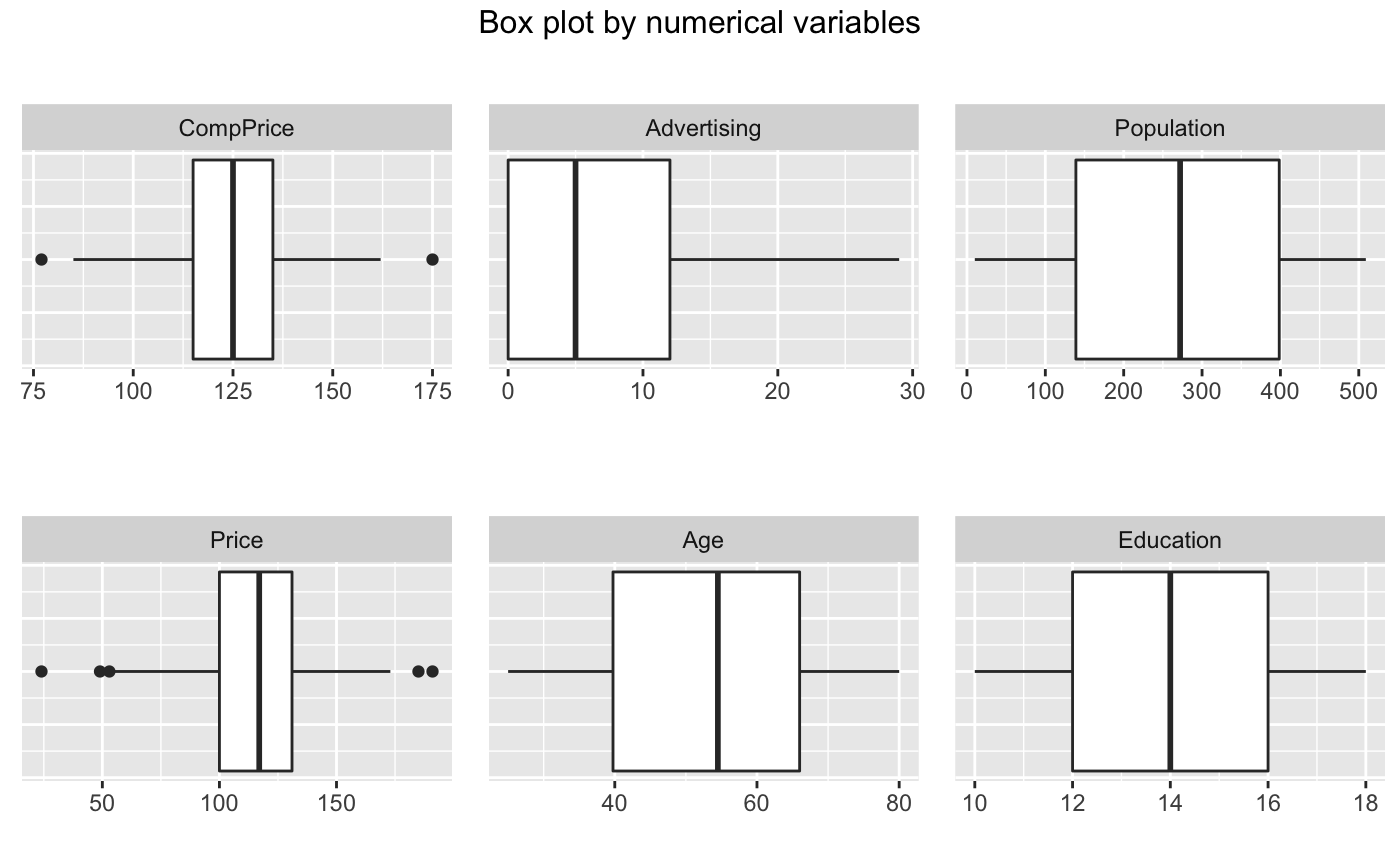 Box plot by numerical variables
CompPrice Advertising Population
75 100 125 150 175 0 10 20 30 0 100 200 300 400 500
Price Age Education
50 100 150 40 60 80 10 12 14 16 18